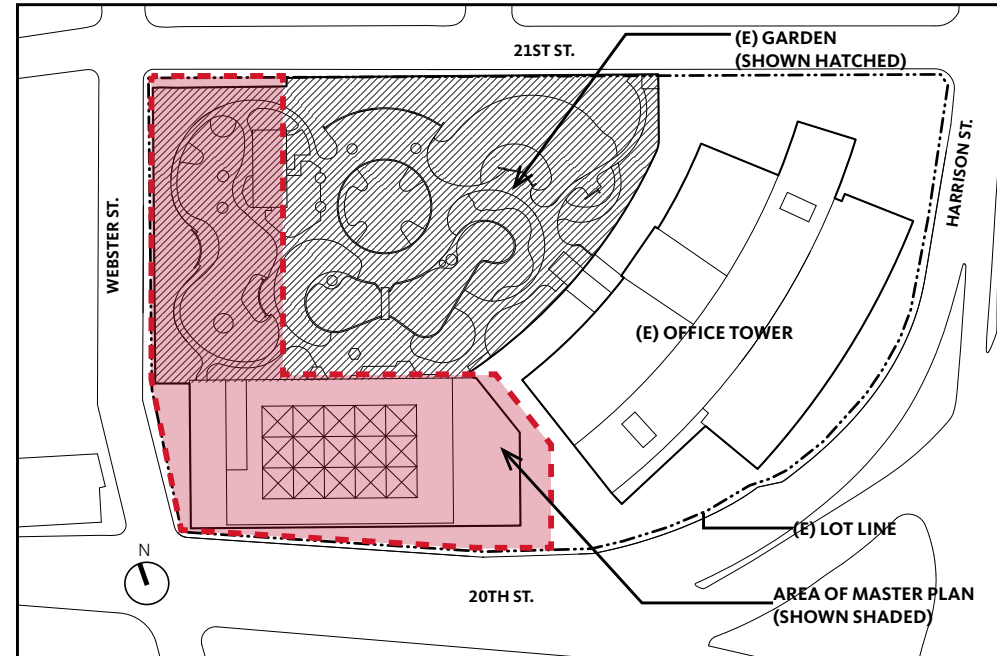 21ST ST.
(E) GARDEN
(SHOWN HATCHED)
HARRISON ST.
WEBSTER ST.
(E) OFFICE TOWER
(E) LOT LINE
N
20TH ST.
AREA OF MASTER PLAN
(SHOWN SHADED)